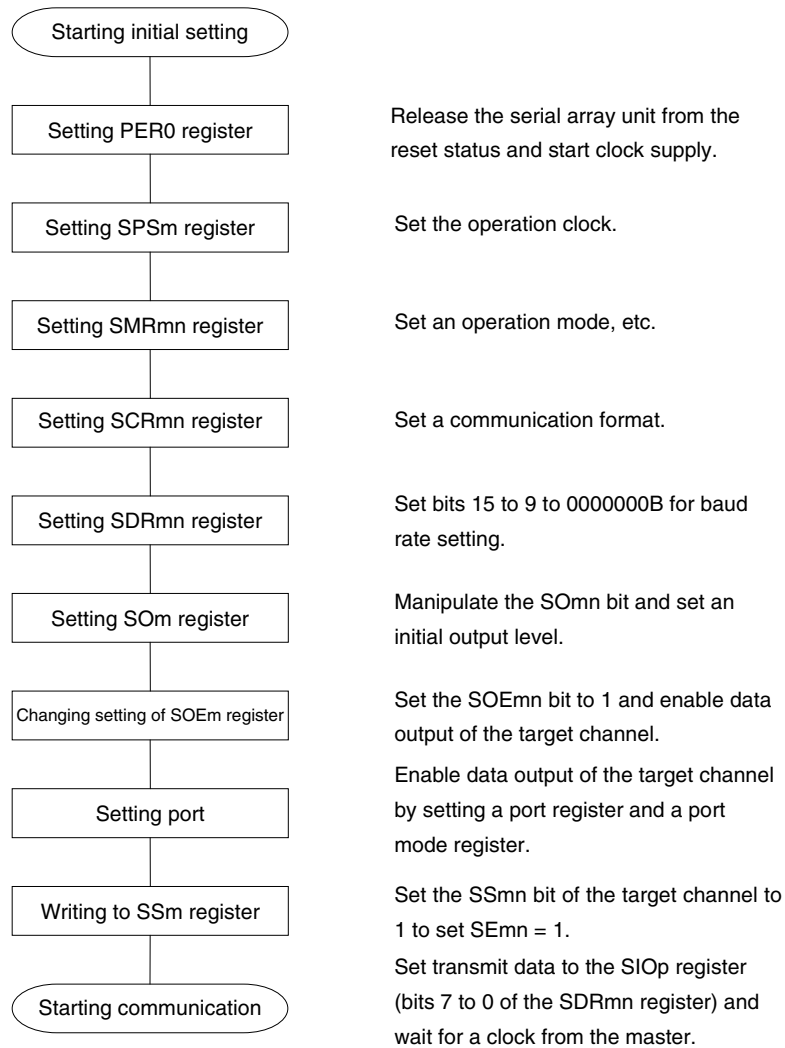 Starting initial setting
Setting PER0 register
Release the serial array unit from the
reset status and start clock supply.
Setting SPSm register
Set the operation clock.
Setting SMRmn register
Set an operation mode, etc.
Setting SCRmn register
Set a communication format.
Setting SDRmn register
Set bits 15 to 9 to 0000000B for baud
rate setting.
Setting SOm register
Manipulate the SOmn bit and set an
initial output level.
Changing setting of SOEm register
Set the SOEmn bit to 1 and enable data
output of the target channel.
Setting port
Enable data output of the target channel
by setting a port register and a port
mode register.
Writing to SSm register
Set the SSmn bit of the target channel to
1 to set SEmn = 1.
Starting communication
Set transmit data to the SIOp register
(bits 7 to 0 of the SDRmn register) and
wait for a clock from the master.